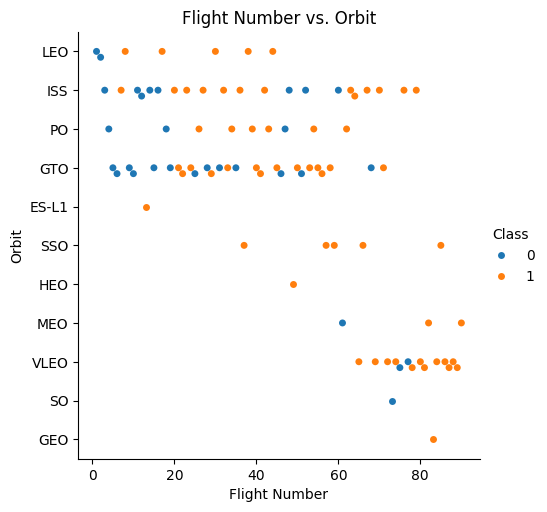 Flight Number vs. Orbit
LEO
ISS
PO
GTO
ES-L1
SSO
HEO
MEO
VLEO
SO
GEO
Orbit
0
20
40
60
80
Flight Number
Class
0
1